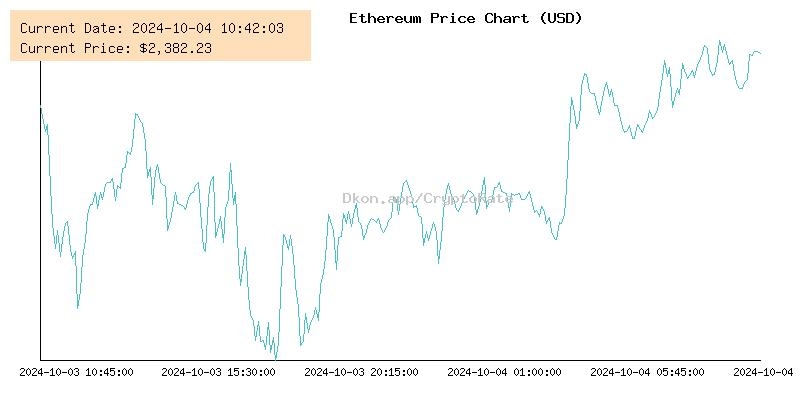 Ethereum Price Chart (USD)
Current Date: 2024-10-04 10:42:03
Current Price: $2,382.23
Dkon.app/CryptoRate
2024-10-03 10:45:00 2024-10-03 15:30:00 2024-10-03 20:15:00 2024-10-04 01:00:00 2024-10-04 05:45:00 2024-10-04